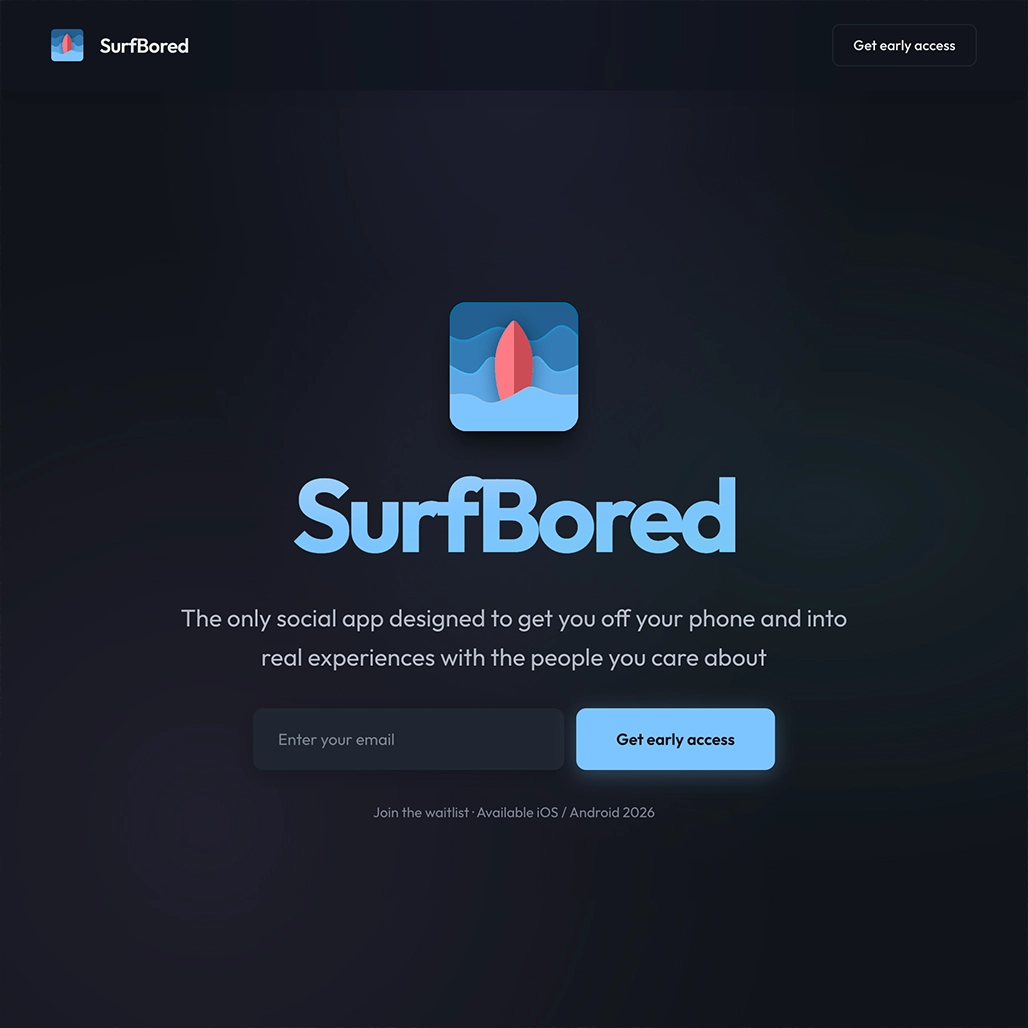 SurfBored
Get early access
SurfBored
The only social app designed to get you off your phone and into
real experiences with the people you care about
Enter your email
Get early access
Join the waitlist · Available iOS / Android 2026